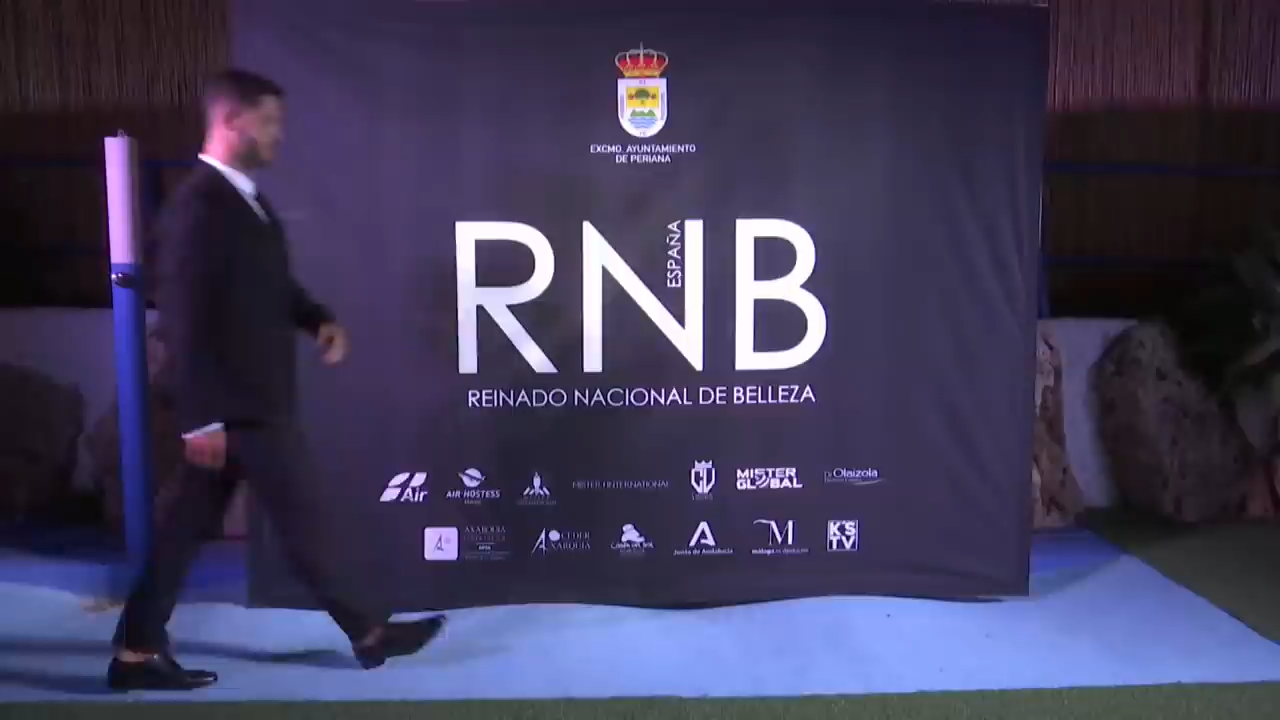 EXCMO. AYUNTAMIENTO
DE PERIANA
RNB
ESPAÑA
REINADO NACIONAL DE BELLEZA
Air
AIR HOSTESS
MISTER INTERNATIONAL
MISTER
GLOBAL
Olaizola
AXARQUIA
CEDER
AXARQUIA
Junta de Andalucía
M
K'S
TV